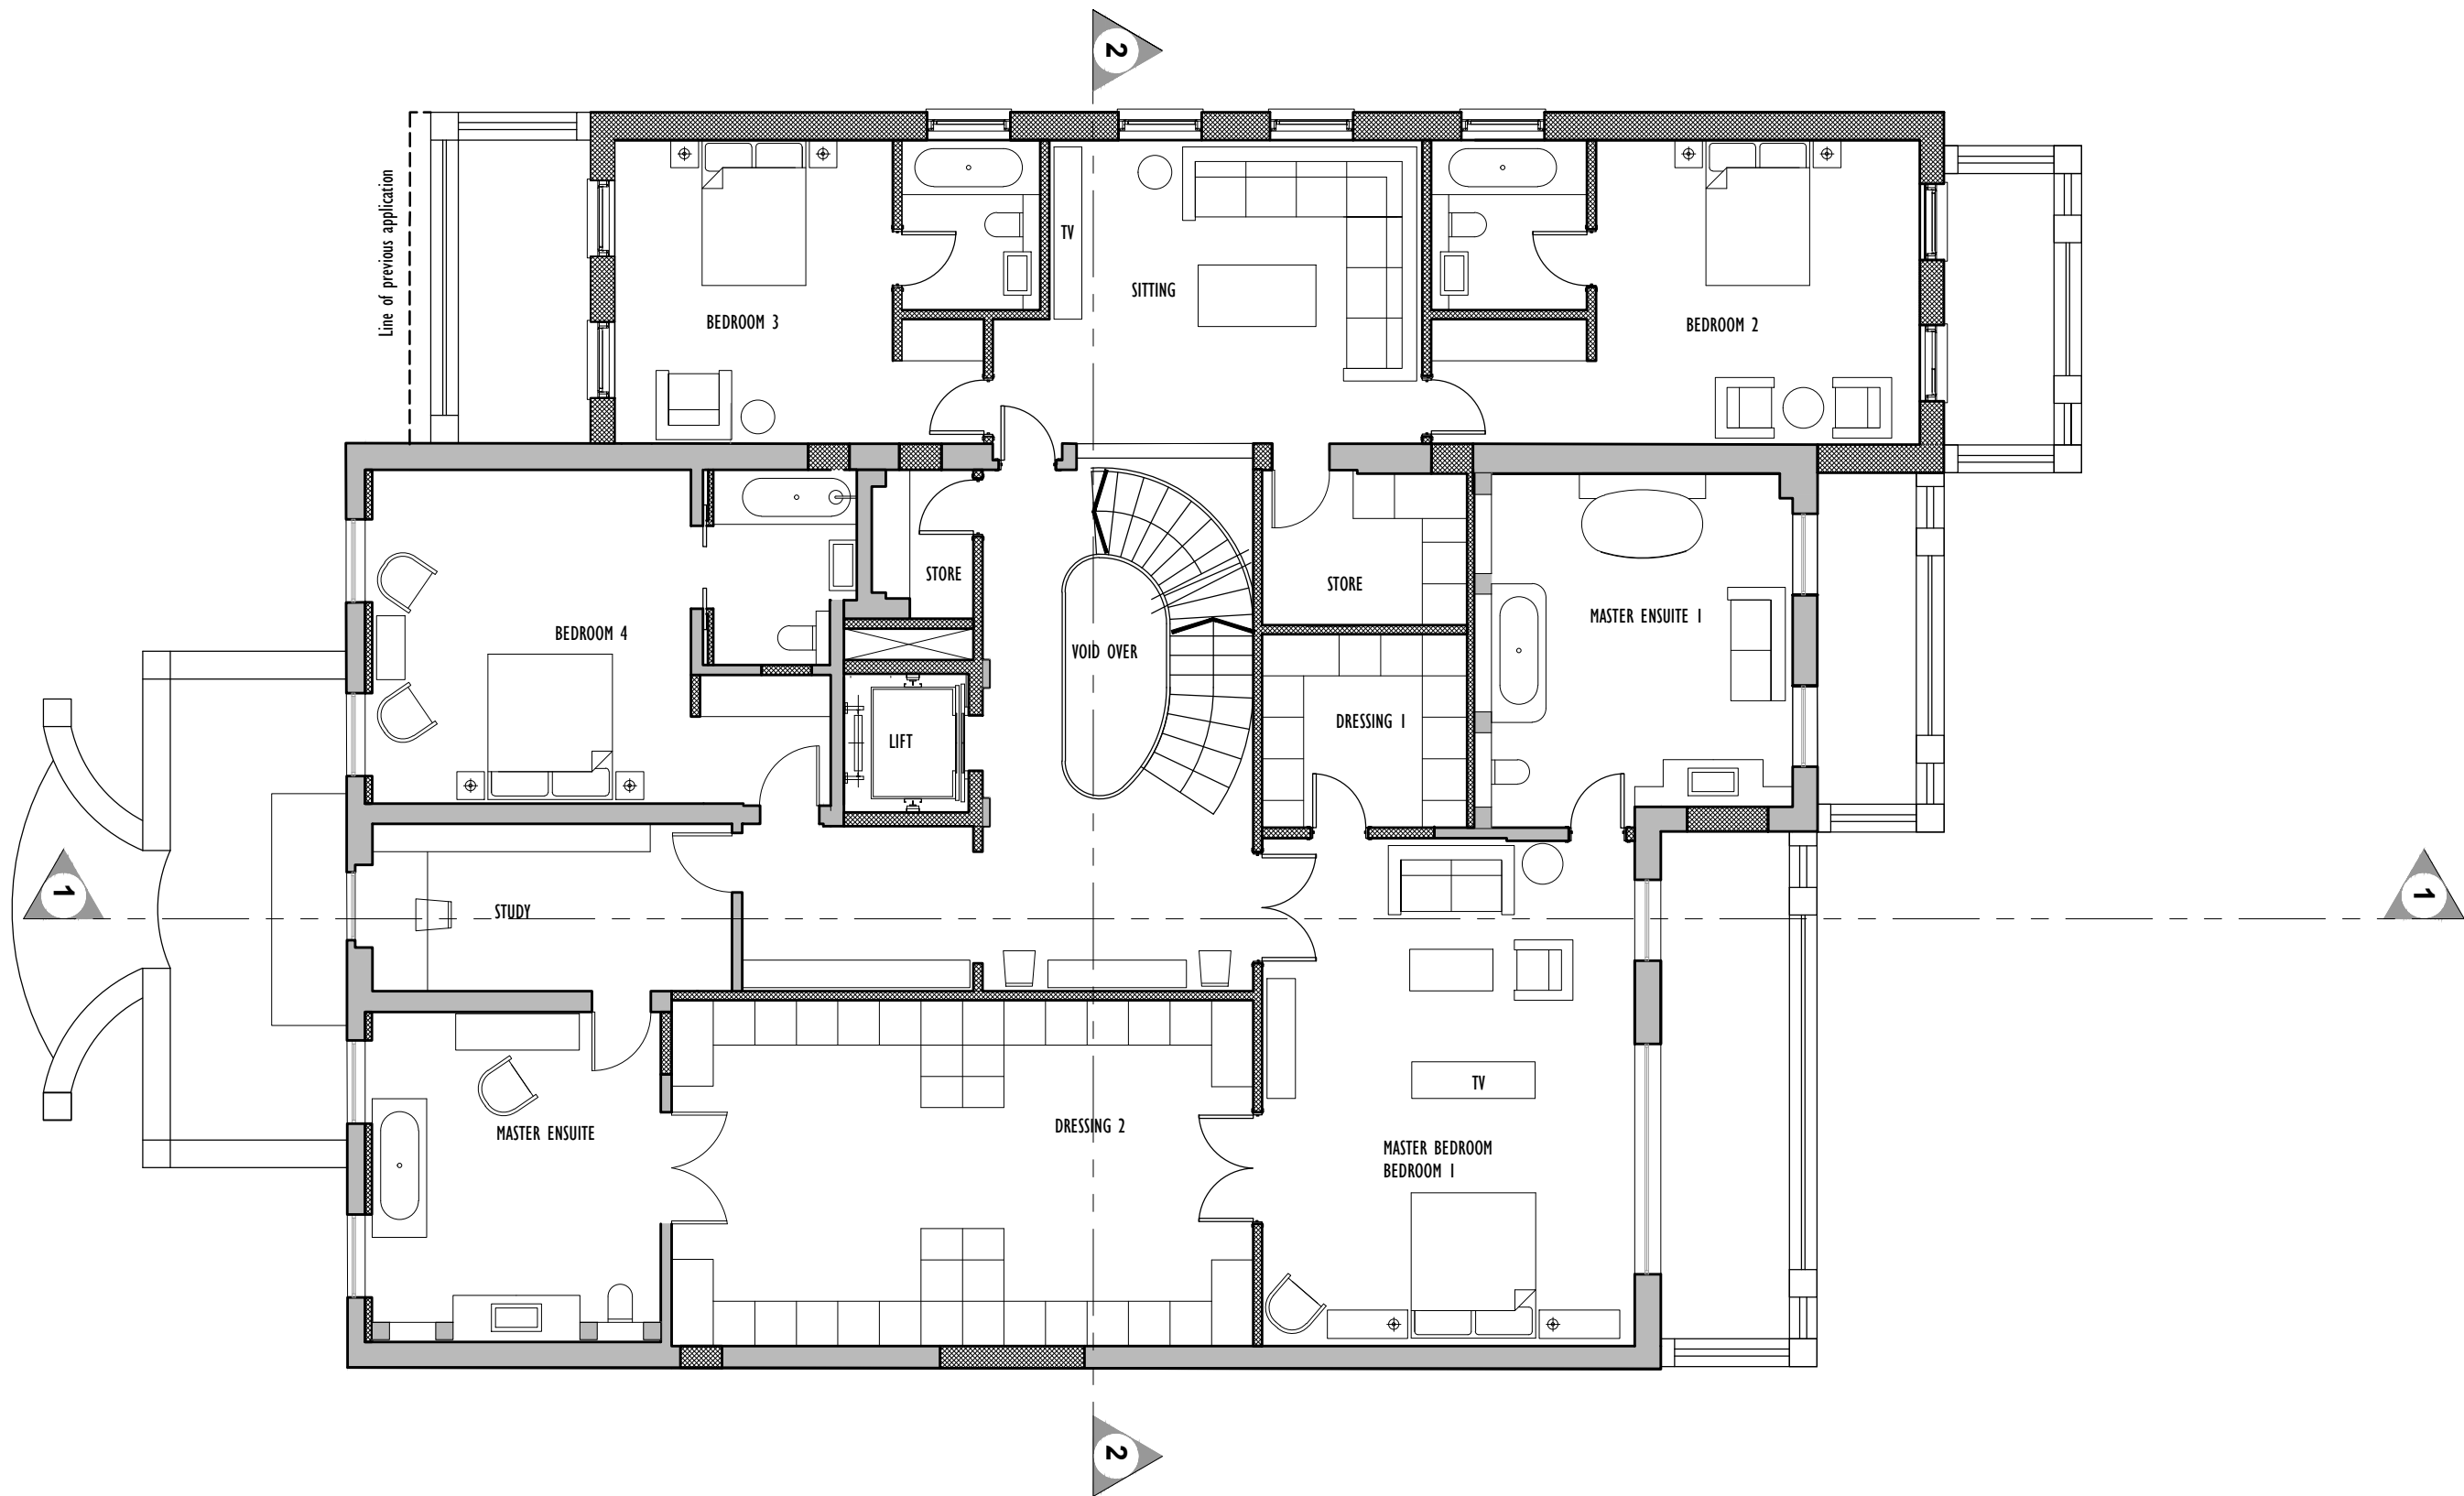 2
Line of previous application
TV
SITTING
BEDROOM 3
BEDROOM 2
STORE
STORE
BEDROOM 4
MASTER ENSUITE 1
VOID OVER
DRESSING 1
LIFT
1
1
STUDY
TV
DRESSING 2
MASTER ENSUITE
MASTER BEDROOM
BEDROOM 1
2